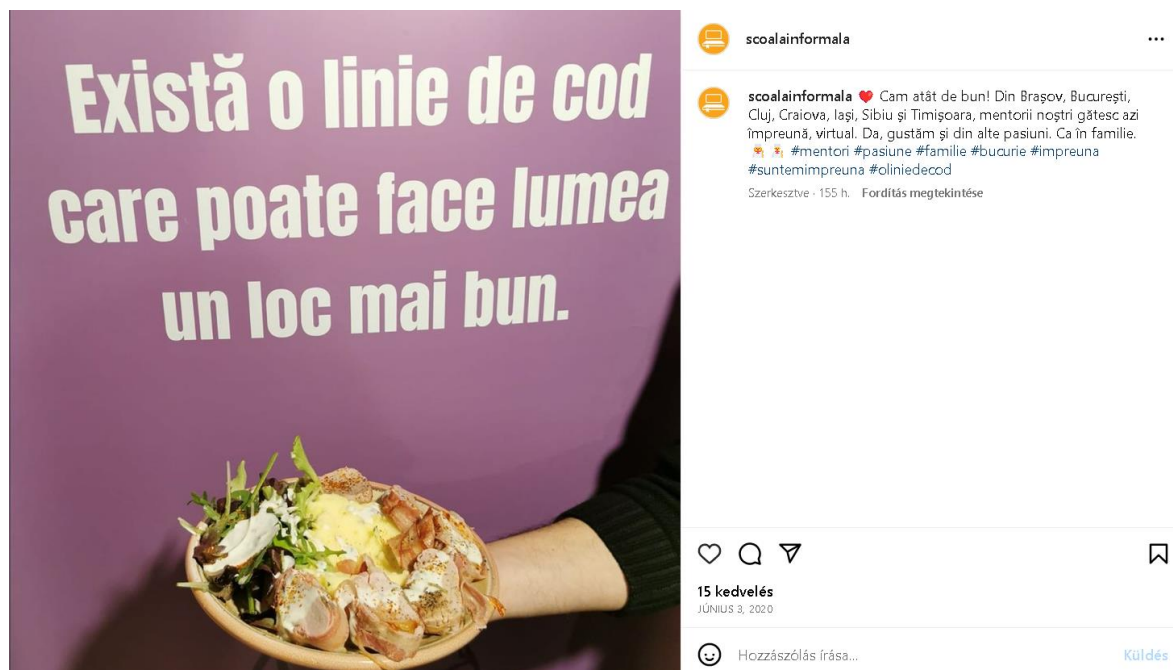 Există o linie de cod
care poate face lumea
un loc mai bun.
scoalainformala
scoalainformala ❤️ Cam atât de bun! Din Brașov, București,
Cluj, Craiova, Iași, Sibiu și Timișoara, mentorii noștri gătesc azi
împreună, virtual. Da, gustăm și din alte pasiuni. Ca în familie.
#mentori #pasiune #familie #bucurie #impreuna
#suntemimpreuna #oliniedecod
Szerkesztve · 155 h. Fordítás megtekintése
15 kedvelés
JÚNIUS 3, 2020
Hozzászólás írása... Küldés